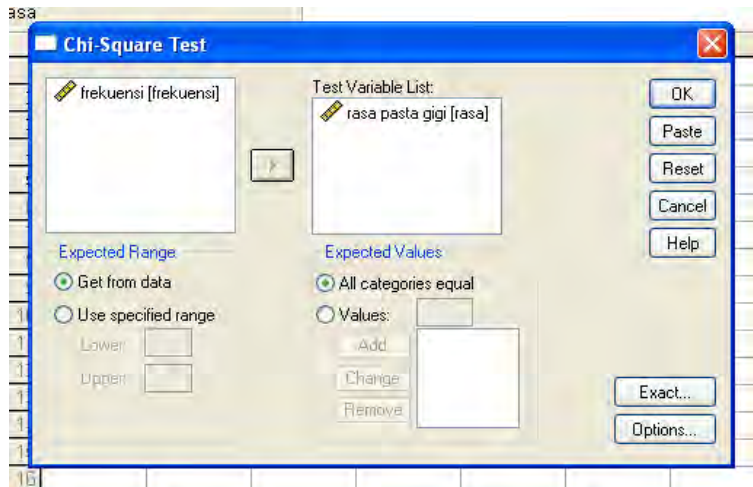 asa
Chi-Square Test
frekuensi [frekuensi]
Test Variable List:
rasa pasta gigi [rasa]
OK
Paste
Reset
Cancel
Help
Expected Range
Get from data
Use specified range
Lower:
Upper:
Expected Values
All categories equal
Values:
Add
Change
Remove
Exact...
Options...
16